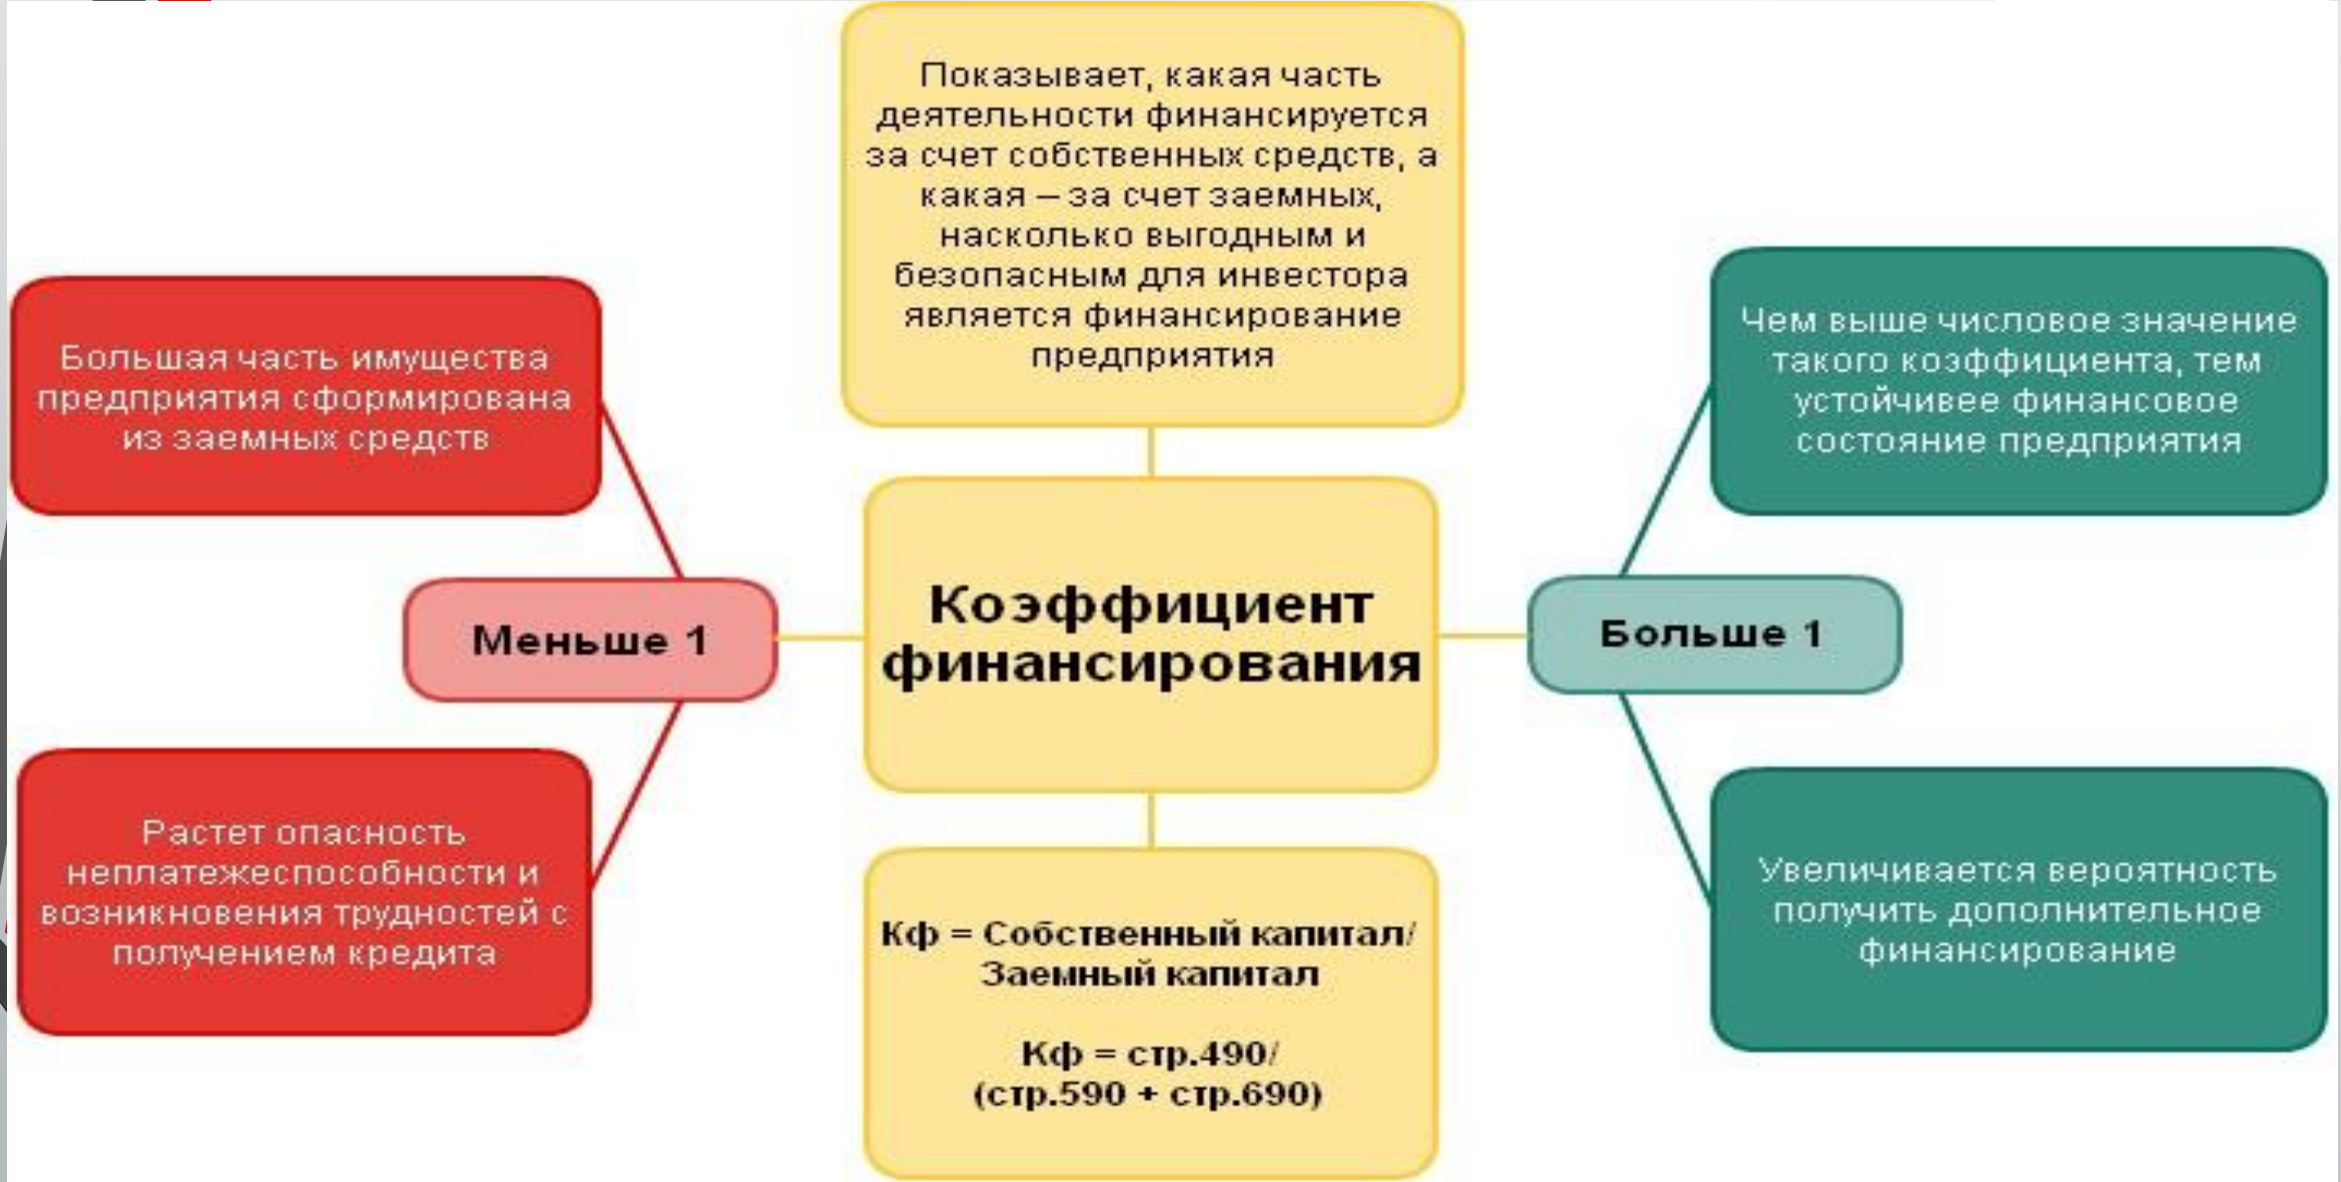 Показывает, какая часть
деятельности финансируется
за счет собственных средств, а
какая – за счет заемных,
насколько выгодным и
безопасным для инвестора
является финансирование
предприятия
Большая часть имущества
предприятия сформирована
из заемных средств
Чем выше числовое значение
такого коэффициента, тем
устойчивее финансовое
состояние предприятия
Меньше 1
Коэффициент
финансирования
Больше 1
Растет опасность
неплатежеспособности и
возникновения трудностей с
получением кредита
Кф = Собственный капитал/
Заемный капитал
Кф = стр.490/
(стр.590 + стр.690)
Увеличивается вероятность
получить дополнительное
финансирование